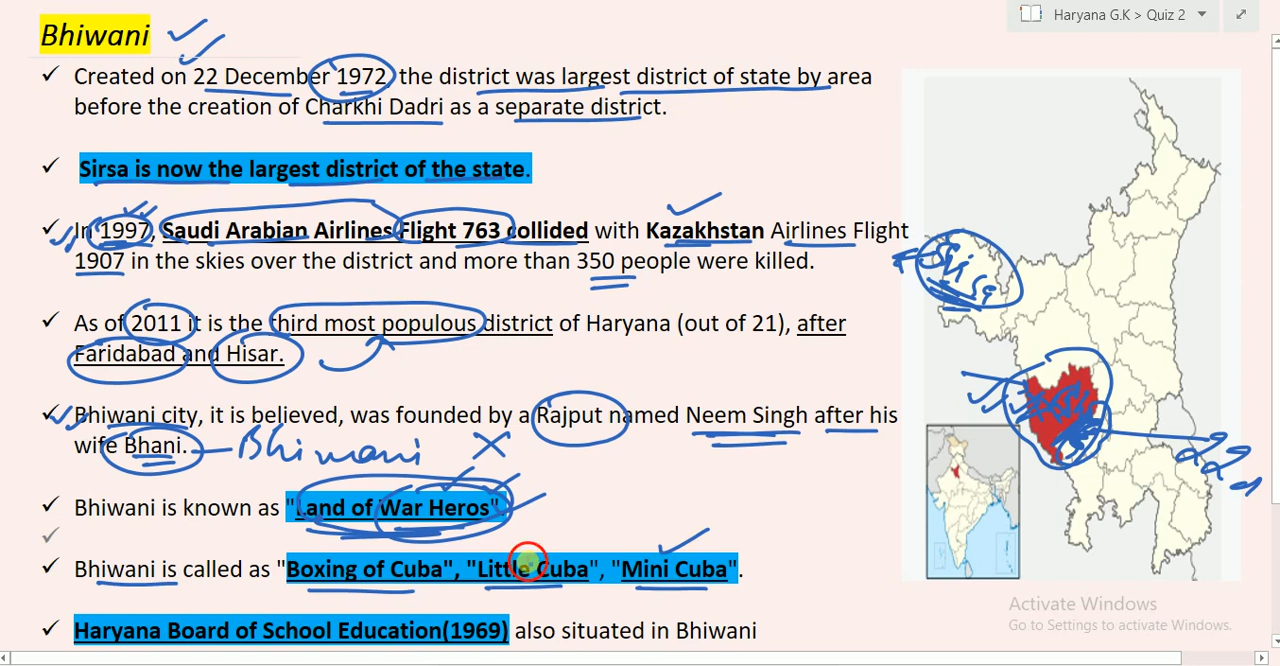 Haryana G.K > Quiz 2
Bhiwani
Created on 22 December 1972, the district was largest district of state by area
before the creation of Charkhi Dadri as a separate district.
Sirsa is now the largest district of the state.
In 1997, Saudi Arabian Airlines Flight 763 collided with Kazakhstan Airlines Flight
1907 in the skies over the district and more than 350 people were killed.
Sirsa
As of 2011 it is the third most populous district of Haryana (out of 21), after
Faridabad and Hisar.
Bhiwani city, it is believed, was founded by a Rajput named Neem Singh after his
wife Bhani.
Bhiwani
Bhiwani is known as "Land of War Heros".
Bhiwani is called as "Boxing of Cuba", "Little Cuba", "Mini Cuba".
Haryana Board of School Education(1969) also situated in Bhiwani
Activate Windows
Go to Settings to activate Windows.